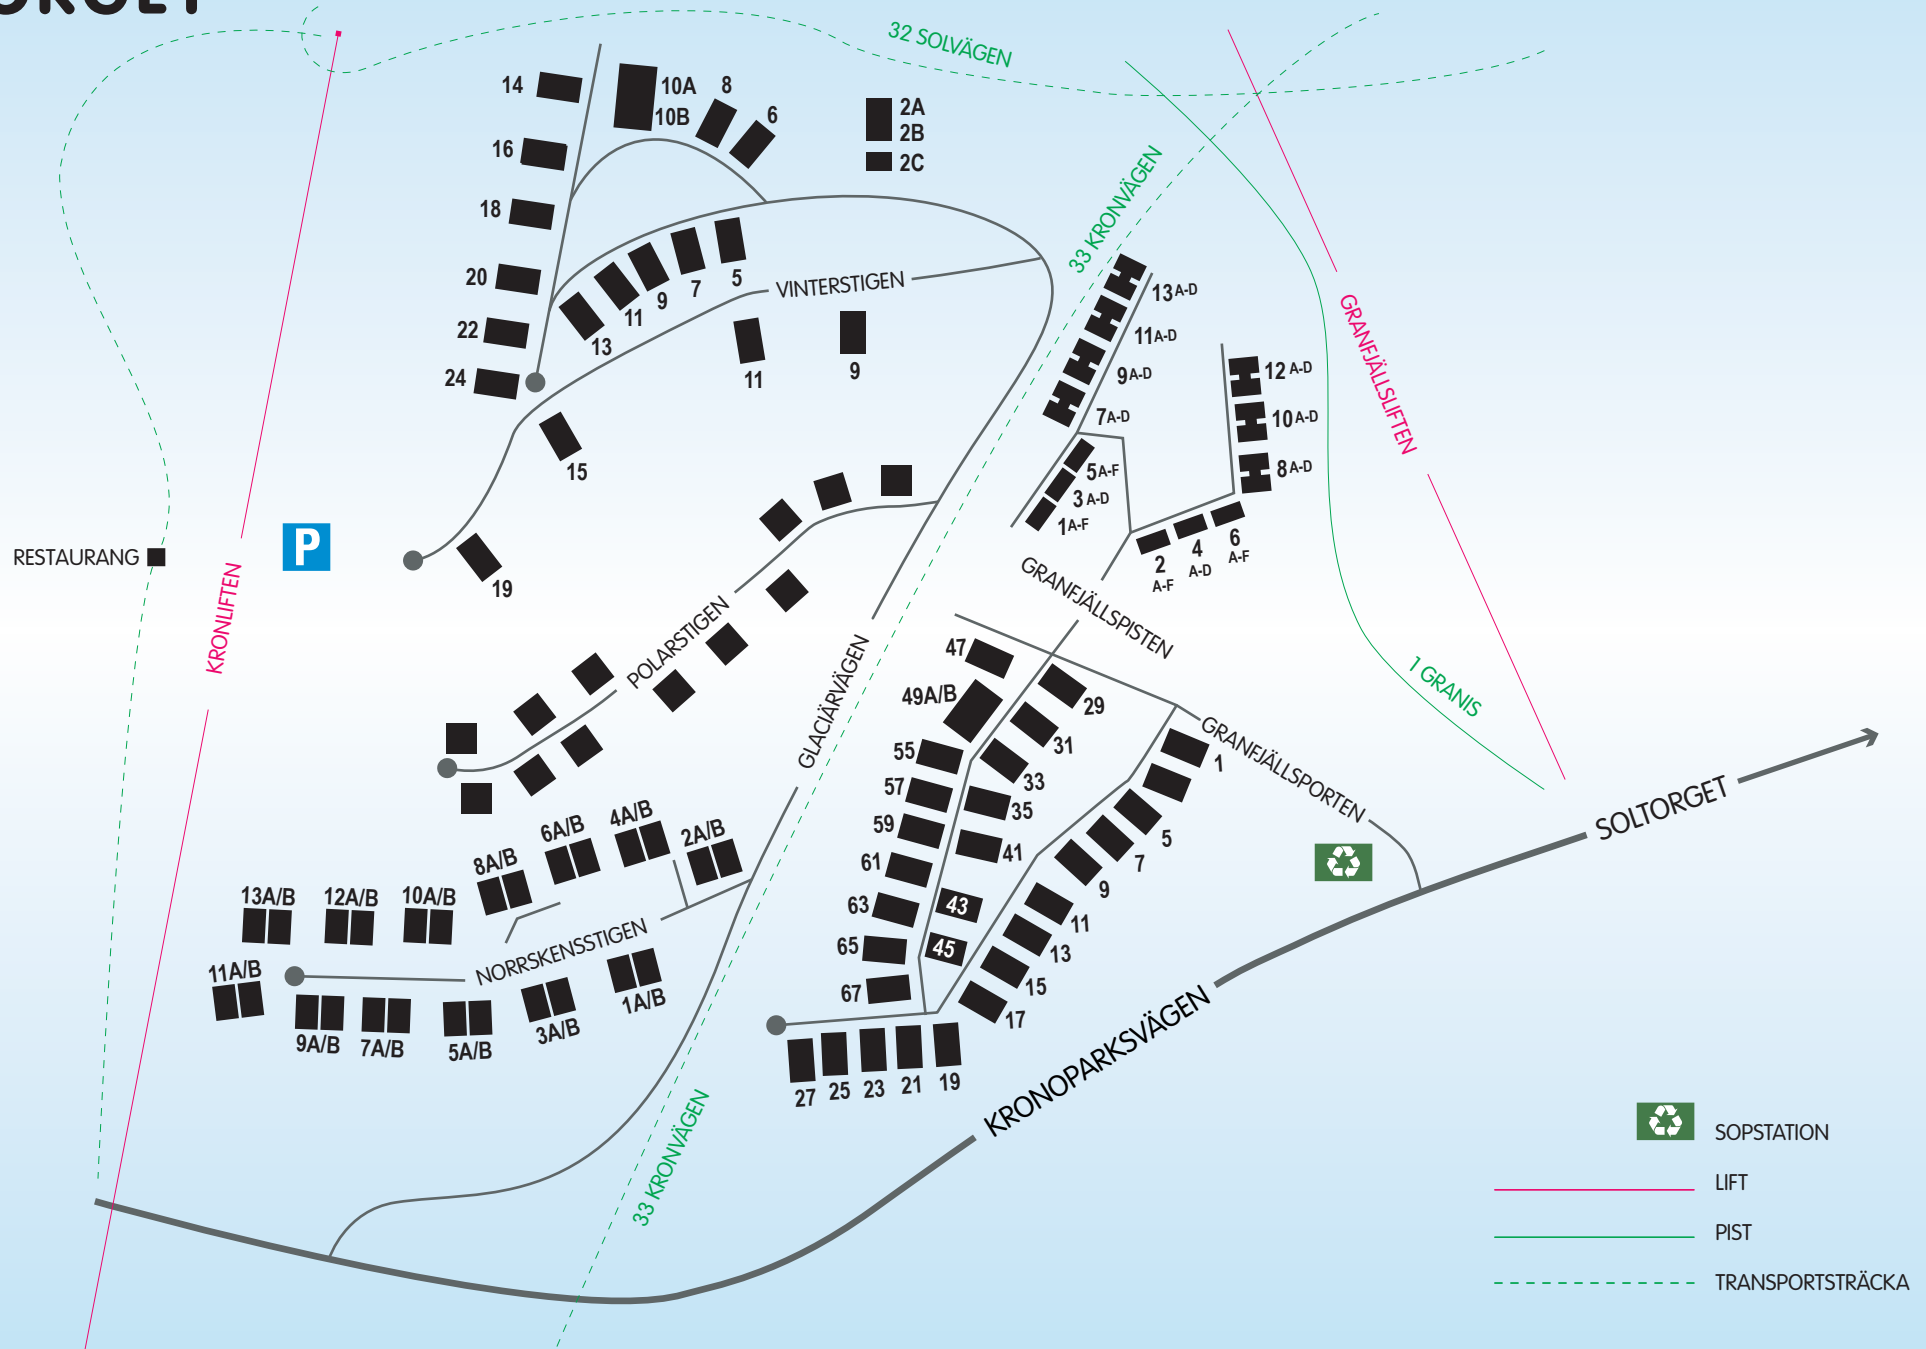 32 SOLVÄGEN
14
10A
8
10B
6
2A
2B
2C
16
18
20
22
24
13
11
9
7
5
VINTERSTIGEN
11
9
15
19
33 KRONVÄGEN
13 A-D
11 A-D
9 A-D
7 A-D
5 A-F
3 A-D
1 A-F
12 A-D
10 A-D
8 A-D
2
A-F
4
A-D
6
A-F
GRANFJÄLLSLIFTEN
RESTAURANG
P
KRONLIFTEN
POLARSTIGEN
GLACIÄRVÄGEN
GRANFJÄLLSPISTEN
1 GRANIS
47
49A/B
55
57
59
61
63
65
67
29
31
33
35
41
43
45
GRANFJÄLLSPORTEN
1
5
7
9
11
13
15
17
27
25
23
21
19
SOLTORGET
8A/B
6A/B
4A/B
2A/B
13A/B
12A/B
10A/B
11A/B
NORRSKENSSTIGEN
9A/B
7A/B
5A/B
3A/B
1A/B
33 KRONVÄGEN
KRONOPARKSVÄGEN
SOPSTATION
LIFT
PIST
TRANSPORTSTRÄCKA